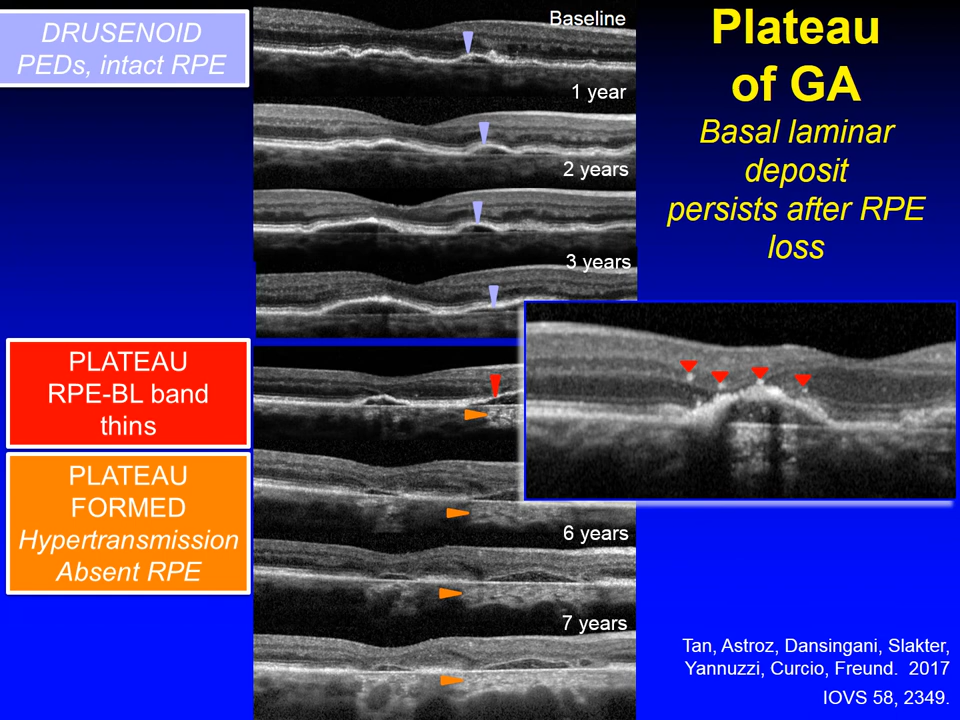 DRUSENOID
PEDs, intact RPE
Baseline
1 year
2 years
3 years
Plateau
of GA
Basal laminar
deposit
persists after RPE
loss
PLATEAU
RPE-BL band
thins
PLATEAU
FORMED
Hypertransmission
Absent RPE
6 years
7 years
Tan, Astroz, Dansingani, Slakter,
Yannuzzi, Curcio, Freund. 2017
IOVS 58, 2349.